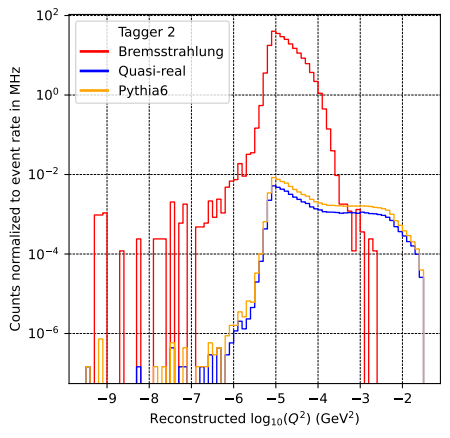 10²
10⁰
10⁻²
10⁻⁴
10⁻⁶
Counts normalized to event rate in MHz
Tagger 2
Bremsstrahlung
Quasi-real
Pythia6
−9 −8 −7 −6 −5 −4 −3 −2
Reconstructed log₁₀(Q²) (GeV²)